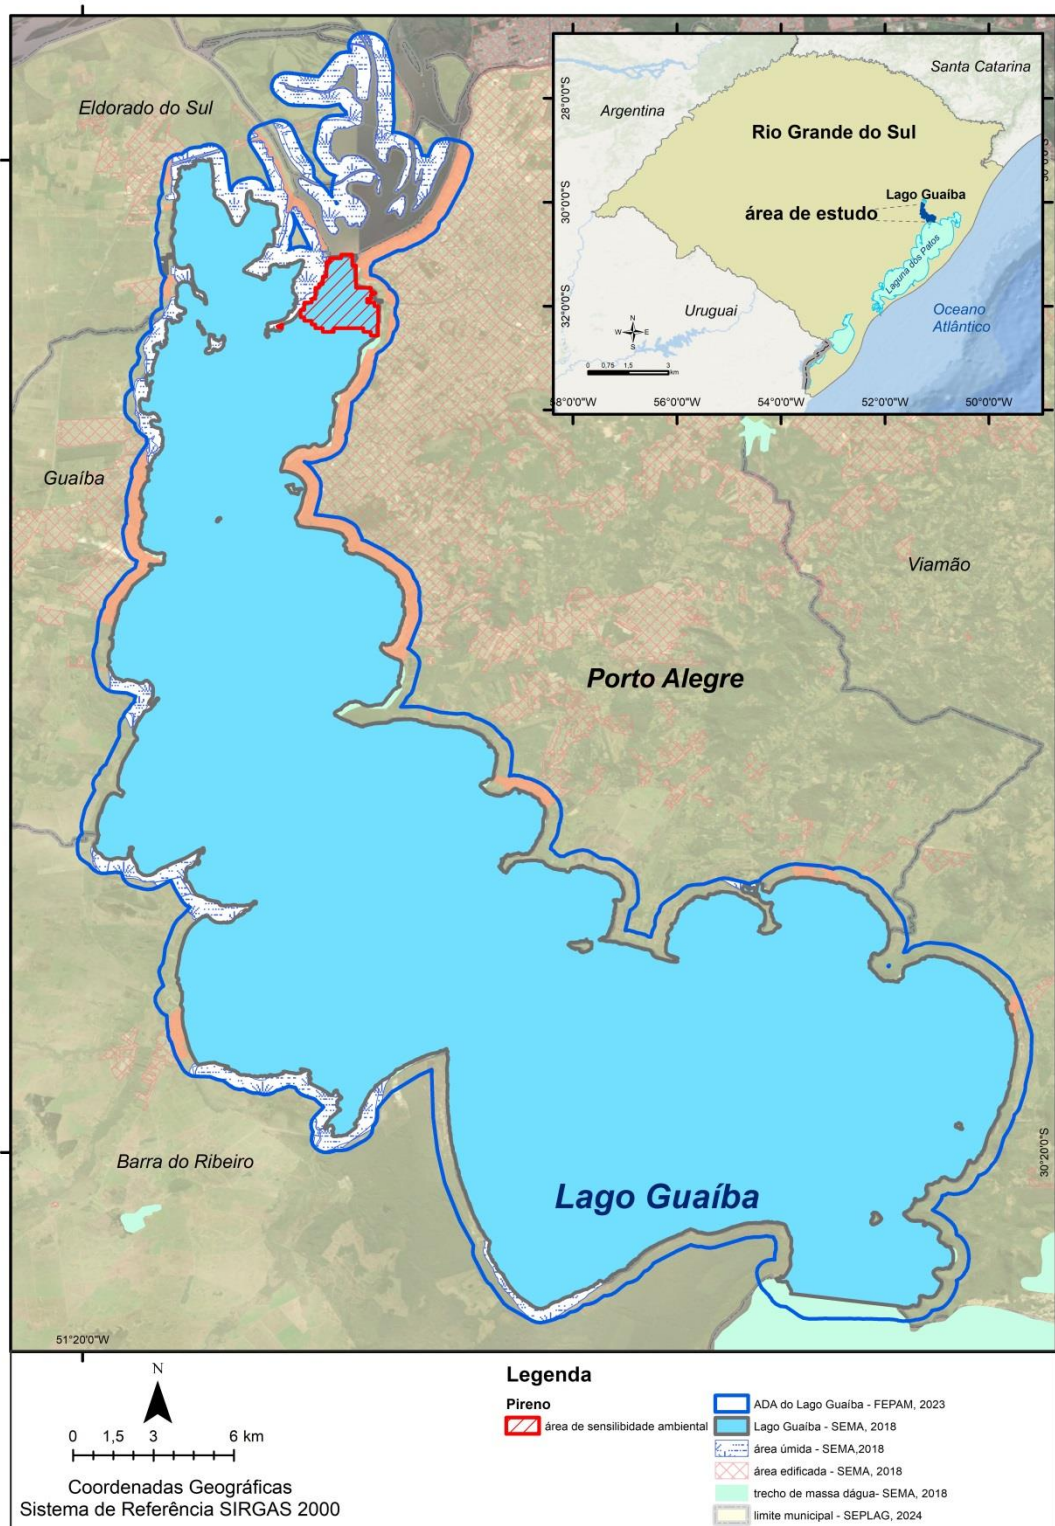 Eldorado do Sul
Santa Catarina
Argentina
Rio Grande do Sul
Lago Guaíba
área de estudo
Laguna dos Patos
Uruguai
Oceano
Atlântico
N
W
E
S
0 0,75 1,5 3
km
28°0'0"S
30°0'0"S
32°0'0"S
58°0'0"W
56°0'0"W
54°0'0"W
52°0'0"W
50°0'0"W
Guaíba
Viamão
Porto Alegre
Barra do Ribeiro
Lago Guaíba
30°20'0"S
51°20'0"W
N
0 1,5 3 6 km
Coordenadas Geográficas
Sistema de Referência SIRGAS 2000
Legenda
Pireno
área de sensilibidade ambiental
ADA do Lago Guaíba - FEPAM, 2023
Lago Guaíba - SEMA, 2018
área úmida - SEMA,2018
área edificada - SEMA, 2018
trecho de massa dágua- SEMA, 2018
limite municipal - SEPLAG, 2024